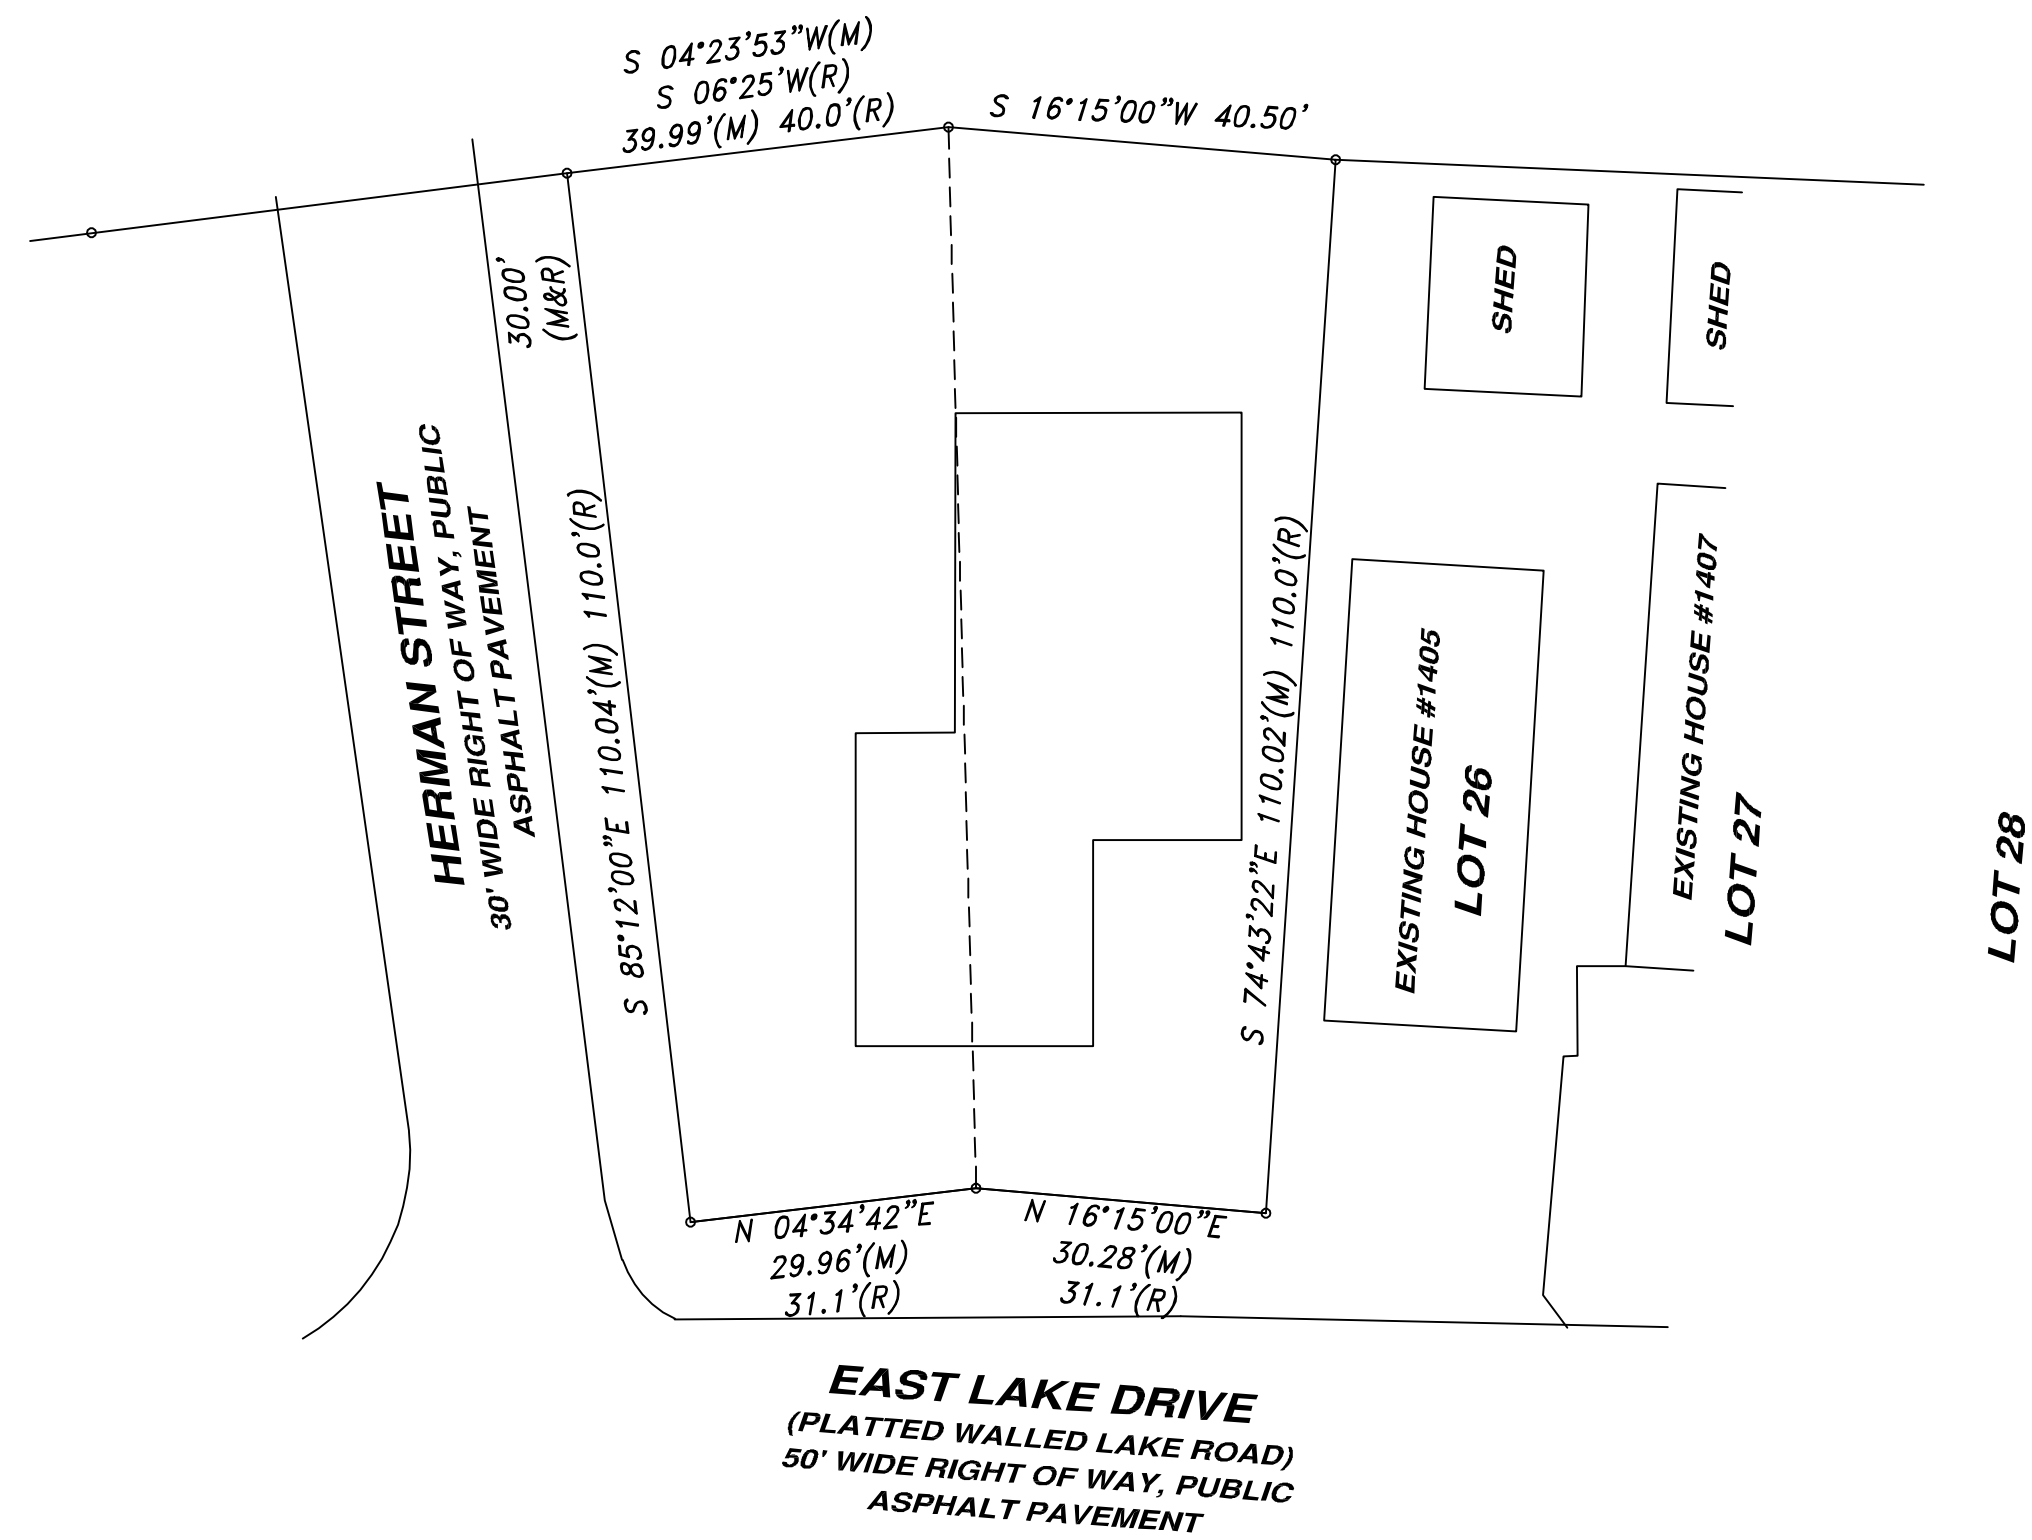 S 04°23'53"W(M)
S 06°25'W(R)
39.99'(M) 40.0'(R)
S 16°15'00"W 40.50'
30.00'
(M&R)
SHED
SHED
HERMAN STREET
30' WIDE RIGHT OF WAY, PUBLIC
ASPHALT PAVEMENT
S 85°12'00"E 110.04'(M) 110.0'(R)
S 74°43'22"E 110.02'(M) 110.0'(R)
EXISTING HOUSE #1405
LOT 26
EXISTING HOUSE #1407
LOT 27
LOT 28
N 04°34'42"E
29.96'(M)
31.1'(R)
N 16°15'00"E
30.28'(M)
31.1'(R)
EAST LAKE DRIVE
(PLATTED WALLED LAKE ROAD)
50' WIDE RIGHT OF WAY, PUBLIC
ASPHALT PAVEMENT